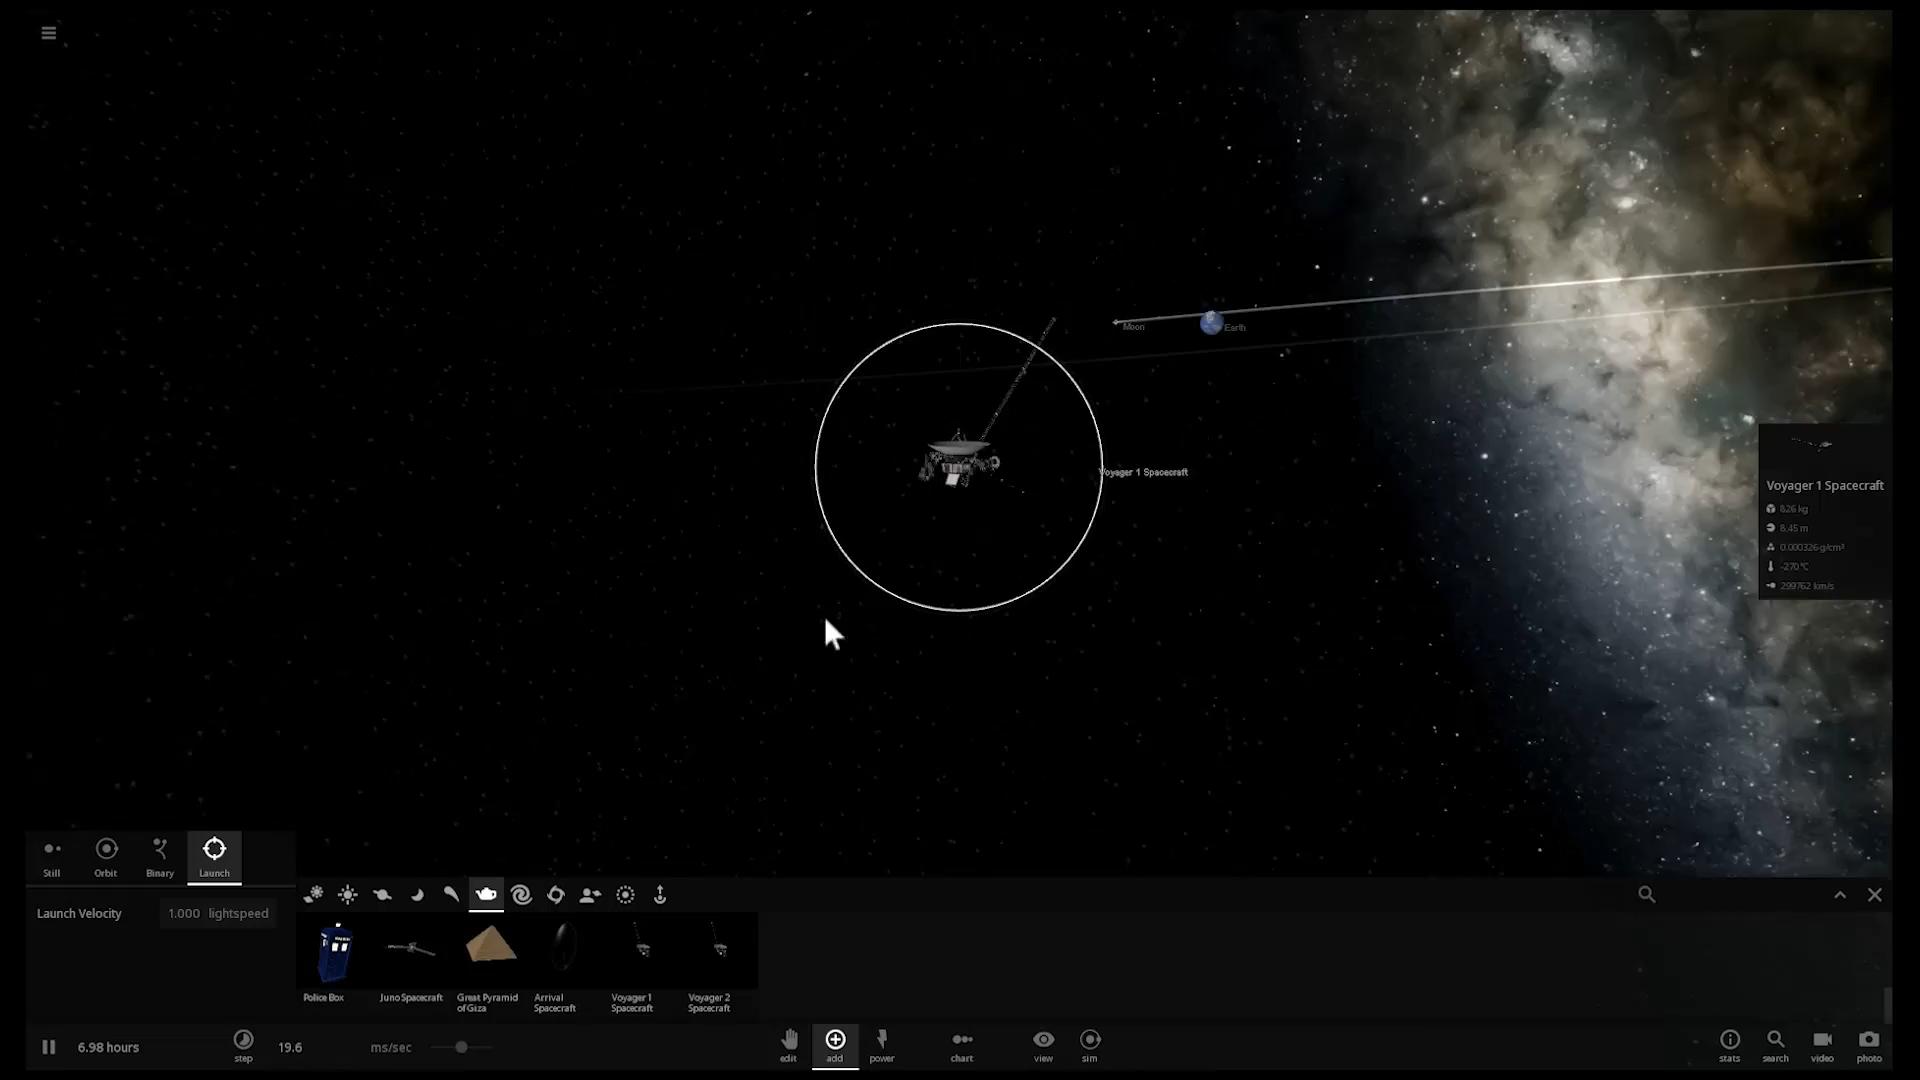 Moon
Earth
Voyager 1 Spacecraft
Voyager 1 Spacecraft
826 kg
8.45 m
0.000326 g/cm³
-270 °C
299762 km/s
Still
Orbit
Binary
Launch
Launch Velocity
1.000 lightspeed
Police Box
Juno Spacecraft
Great Pyramid
of Giza
Arrival
Spacecraft
Voyager 1
Spacecraft
Voyager 2
Spacecraft
6.98 hours
step
19.6
ms/sec
edit
add
power
chart
view
sim
stats
search
video
photo